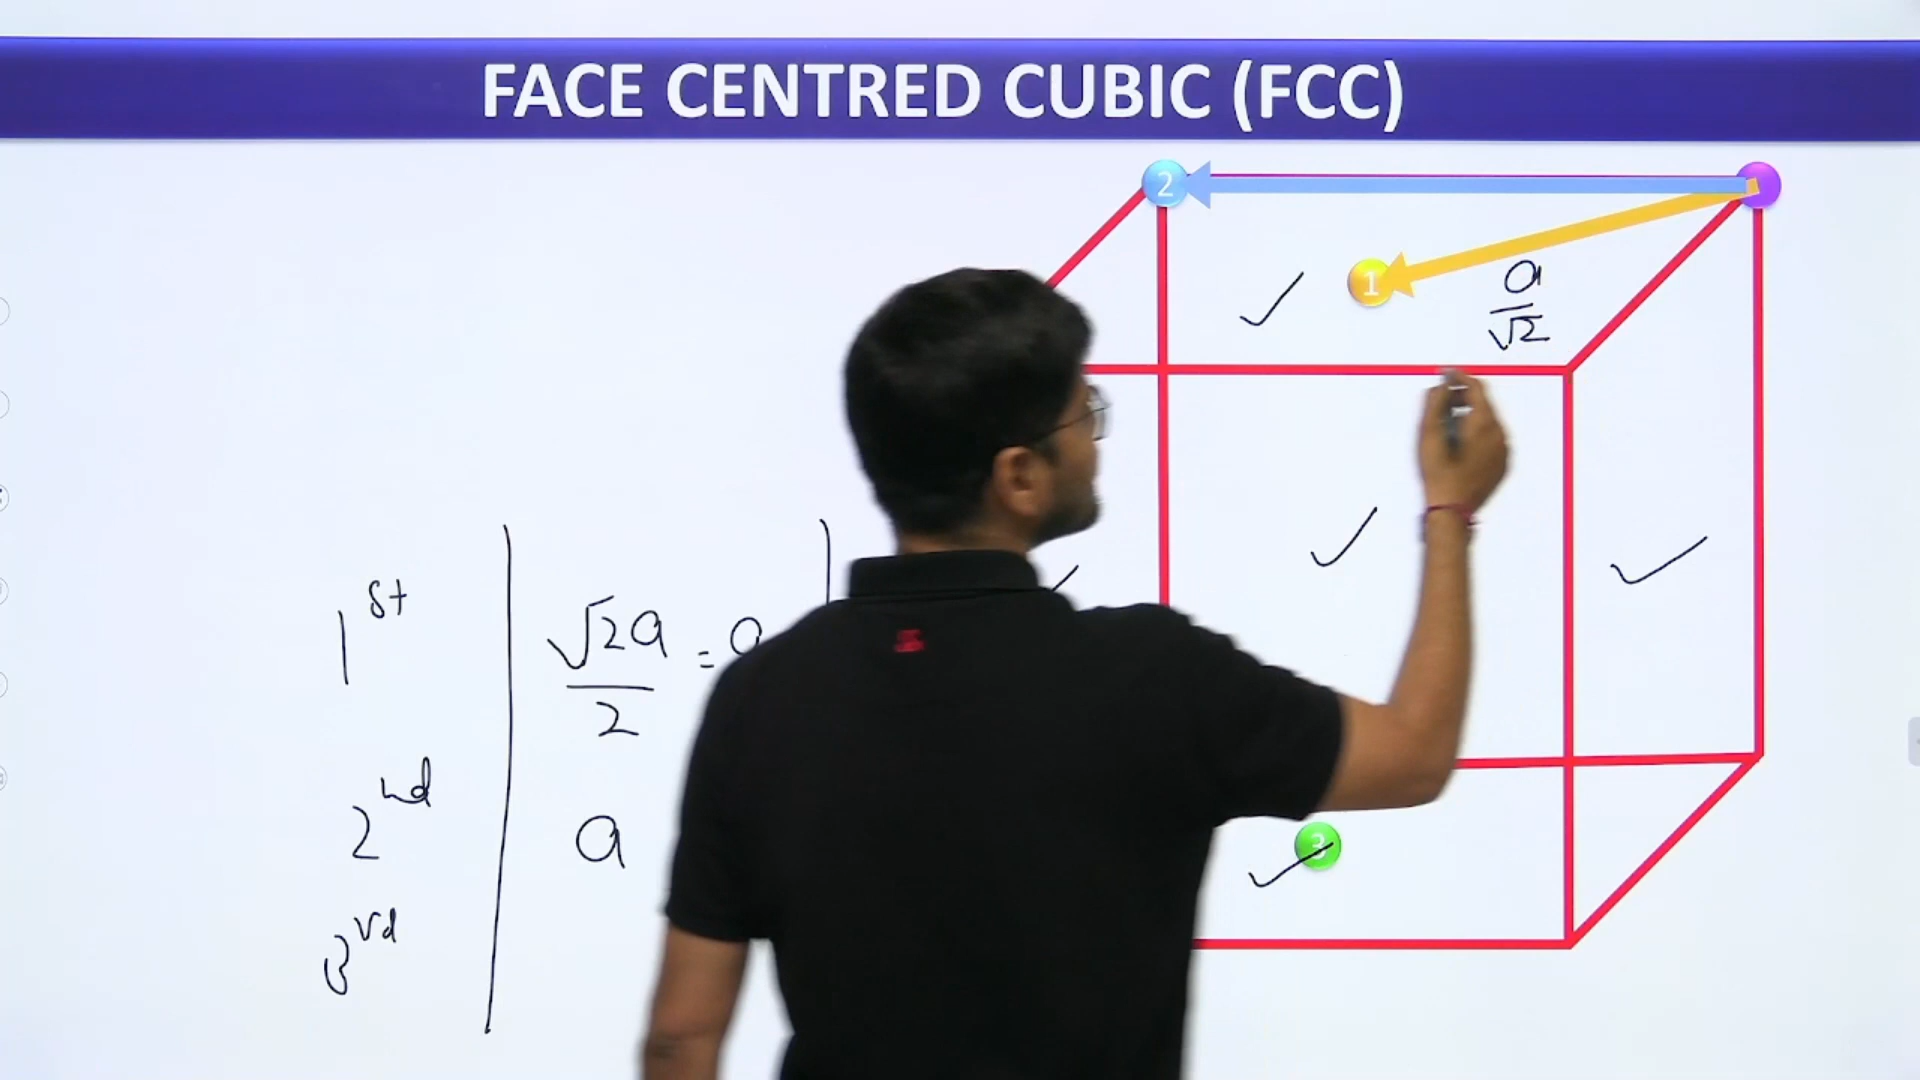 FACE CENTRED CUBIC (FCC)
2
1
a/√2
1st √2a/2 = a
2nd a
3
3rd